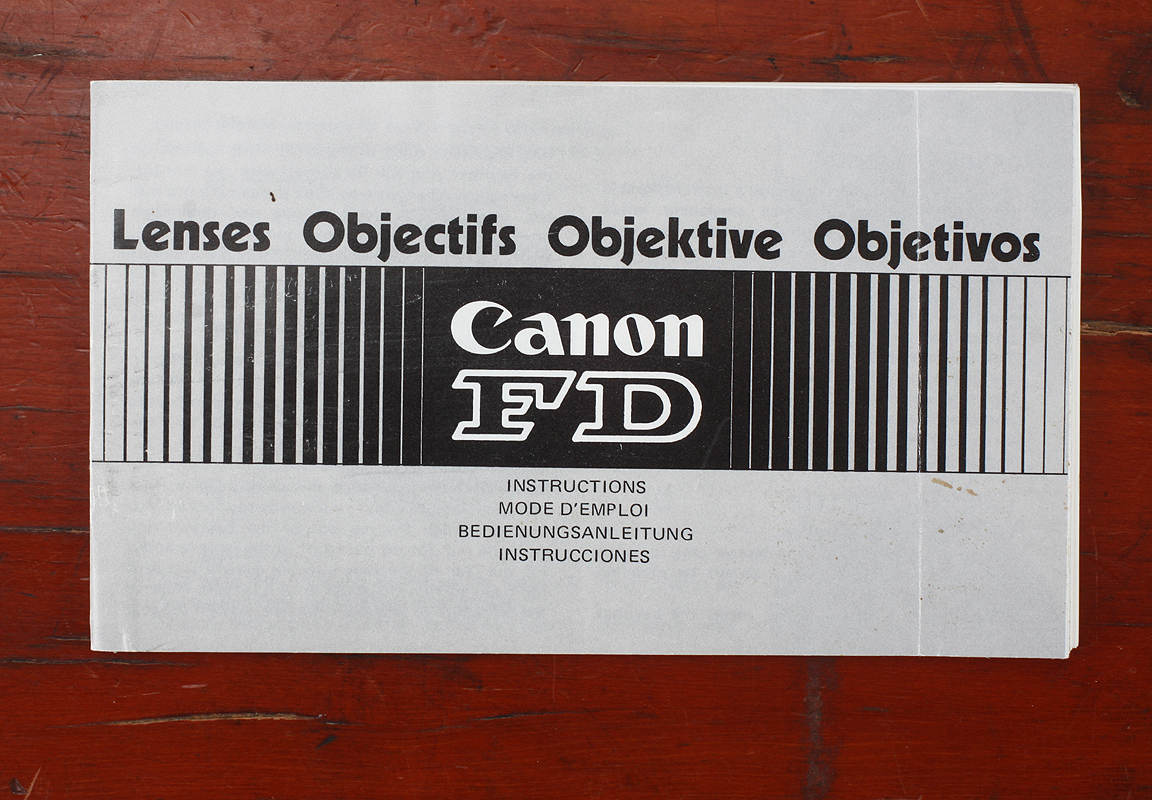 Lenses Objectifs Objektive Objetivos
Canon
FD
INSTRUCTIONS
MODE D'EMPLOI
BEDIENUNGSANLEITUNG
INSTRUCCIONES